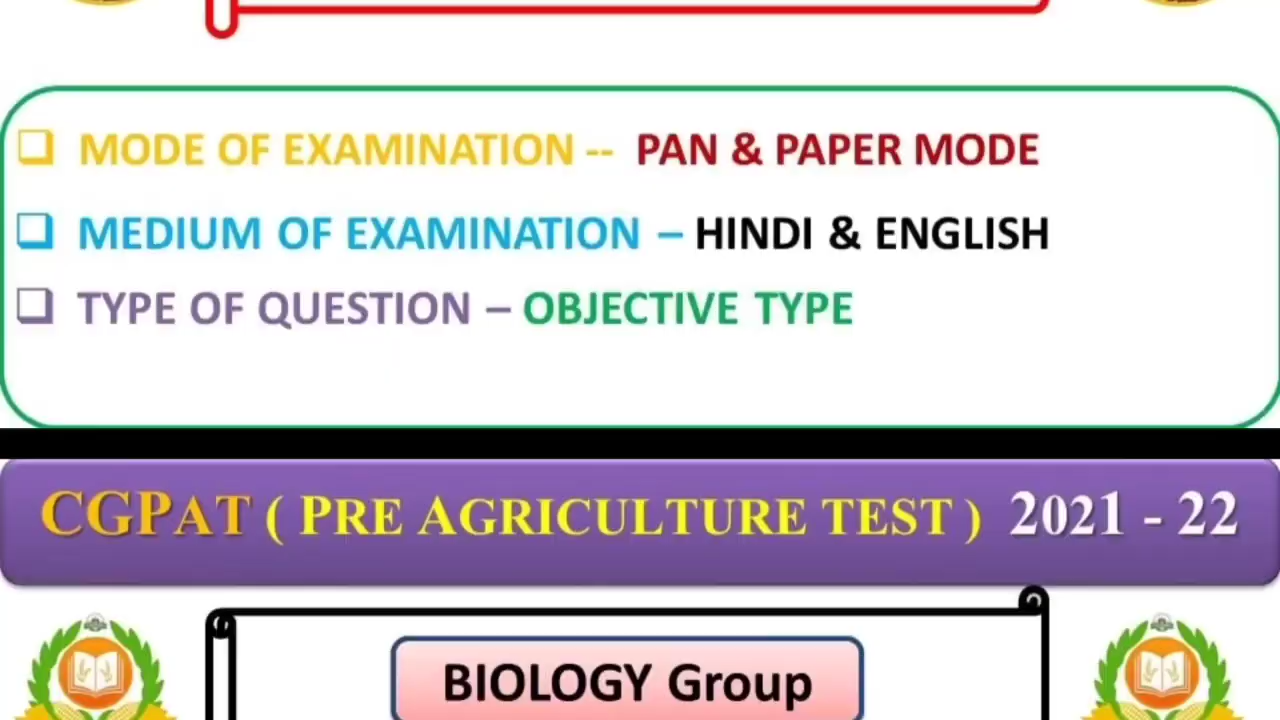 MODE OF EXAMINATION -- PAN & PAPER MODE
MEDIUM OF EXAMINATION – HINDI & ENGLISH
TYPE OF QUESTION – OBJECTIVE TYPE
CGPAT ( PRE AGRICULTURE TEST ) 2021 - 22
BIOLOGY Group